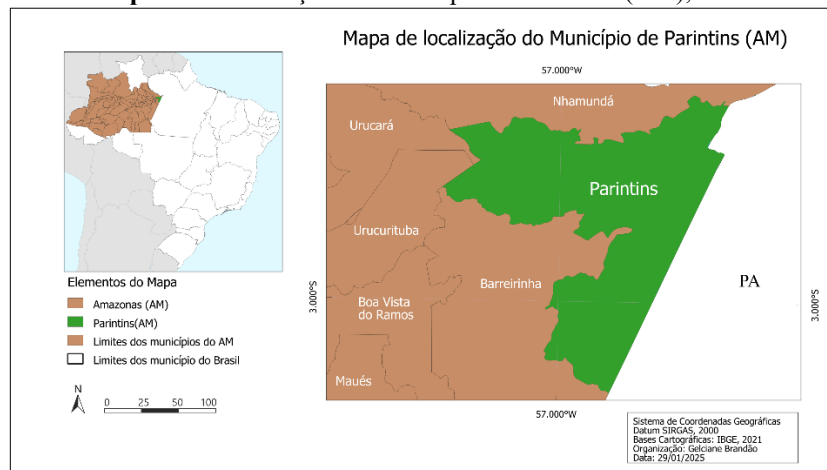 Mapa de localização do Município de Parintins (AM)
57.000°W
Nhamundá
Urucará
Parintins
Urucurituba
Elementos do Mapa
Barreirinha
PA
Amazonas (AM)
Boa Vista
do Ramos
3.000°S
3.000°S
Parintins(AM)
Limites dos municípios do AM
Limites dos município do Brasil
Maués
N
0 25 50 100
57.000°W
Sistema de Coordenadas Geográficas
Datum SIRGAS, 2000
Bases Cartográficas: IBGE, 2021
Organização: Gelciane Brandão
Data: 29/01/2025